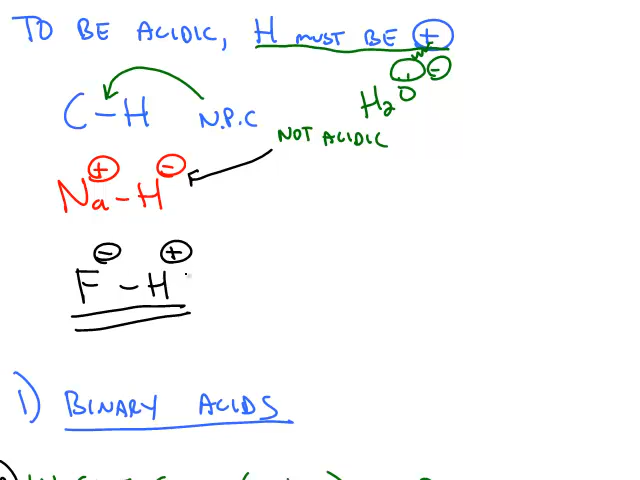 TO BE ACIDIC, H MUST BE +
H2O
C - H N.P.C
NOT ACIDIC
+ -
Na - H
- +
F - H
1) BINARY ACIDS